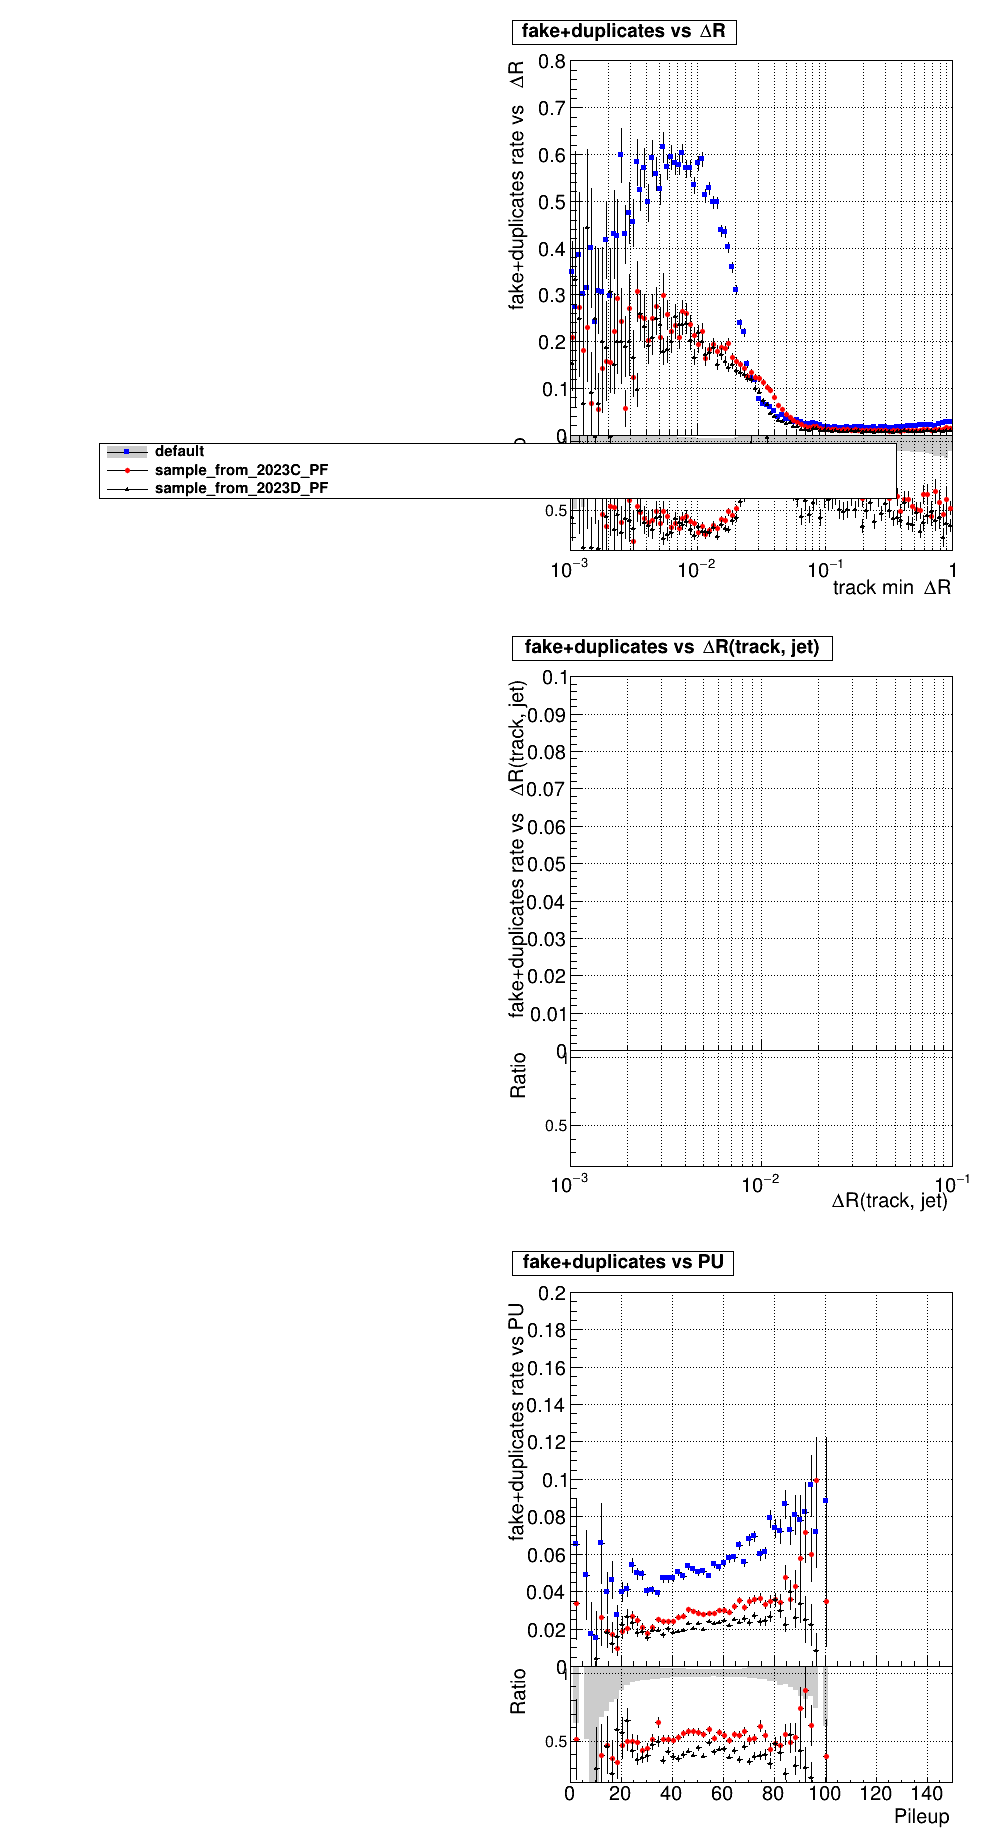 fake+duplicates vs ΔR
fake+duplicates rate vs ΔR
0.8
0.7
0.6
0.5
0.4
0.3
0.2
0.1
0
default
sample_from_2023C_PF
sample_from_2023D_PF
0.5
10⁻³ 10⁻² 10⁻¹ 1
track min ΔR
fake+duplicates vs ΔR(track, jet)
fake+duplicates rate vs ΔR(track, jet)
0.1
0.09
0.08
0.07
0.06
0.05
0.04
0.03
0.02
0.01
0
Ratio
1
0.5
10⁻³ 10⁻² 10⁻¹
ΔR(track, jet)
fake+duplicates vs PU
fake+duplicates rate vs PU
0.2
0.18
0.16
0.14
0.12
0.1
0.08
0.06
0.04
0.02
0
Ratio
1
0.5
0 20 40 60 80 100 120 140
Pileup